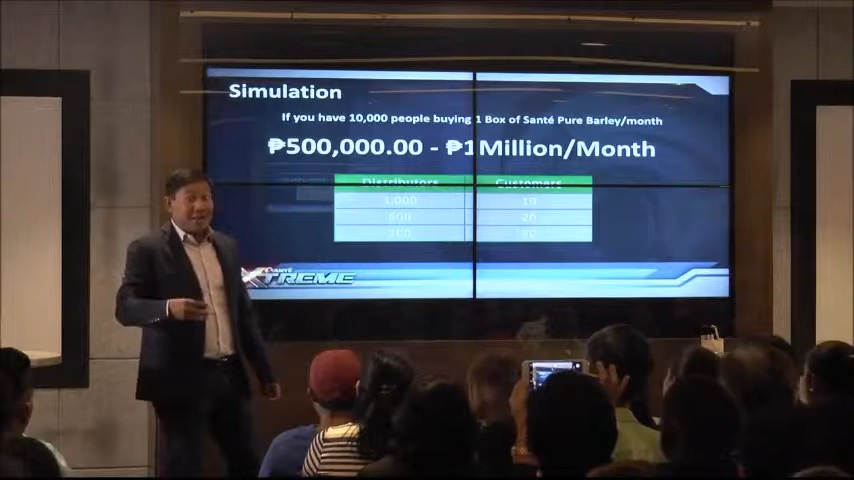 Simulation
If you have 10,000 people buying 1 Box of Santé Pure Barley/month
₱500,000.00 - ₱1Million/Month
Distributors Customers
1,000 10
500 20
SANTÉ
XTREME